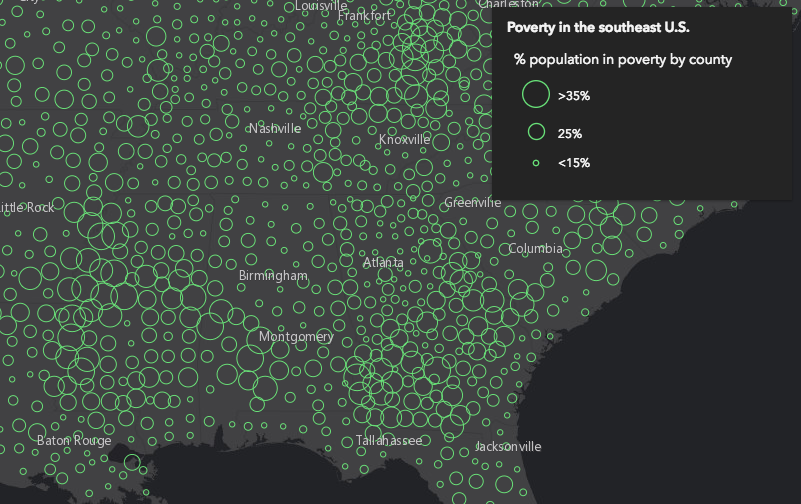 Louisville
Charleston
Frankfort
Poverty in the southeast U.S.
% population in poverty by county
>35%
25%
<15%
Nashville
Knoxville
ittle Rock
Greenville
Columbia
Atlanta
Birmingham
Montgomery
Baton Rouge
Tallahassee
Jacksonville